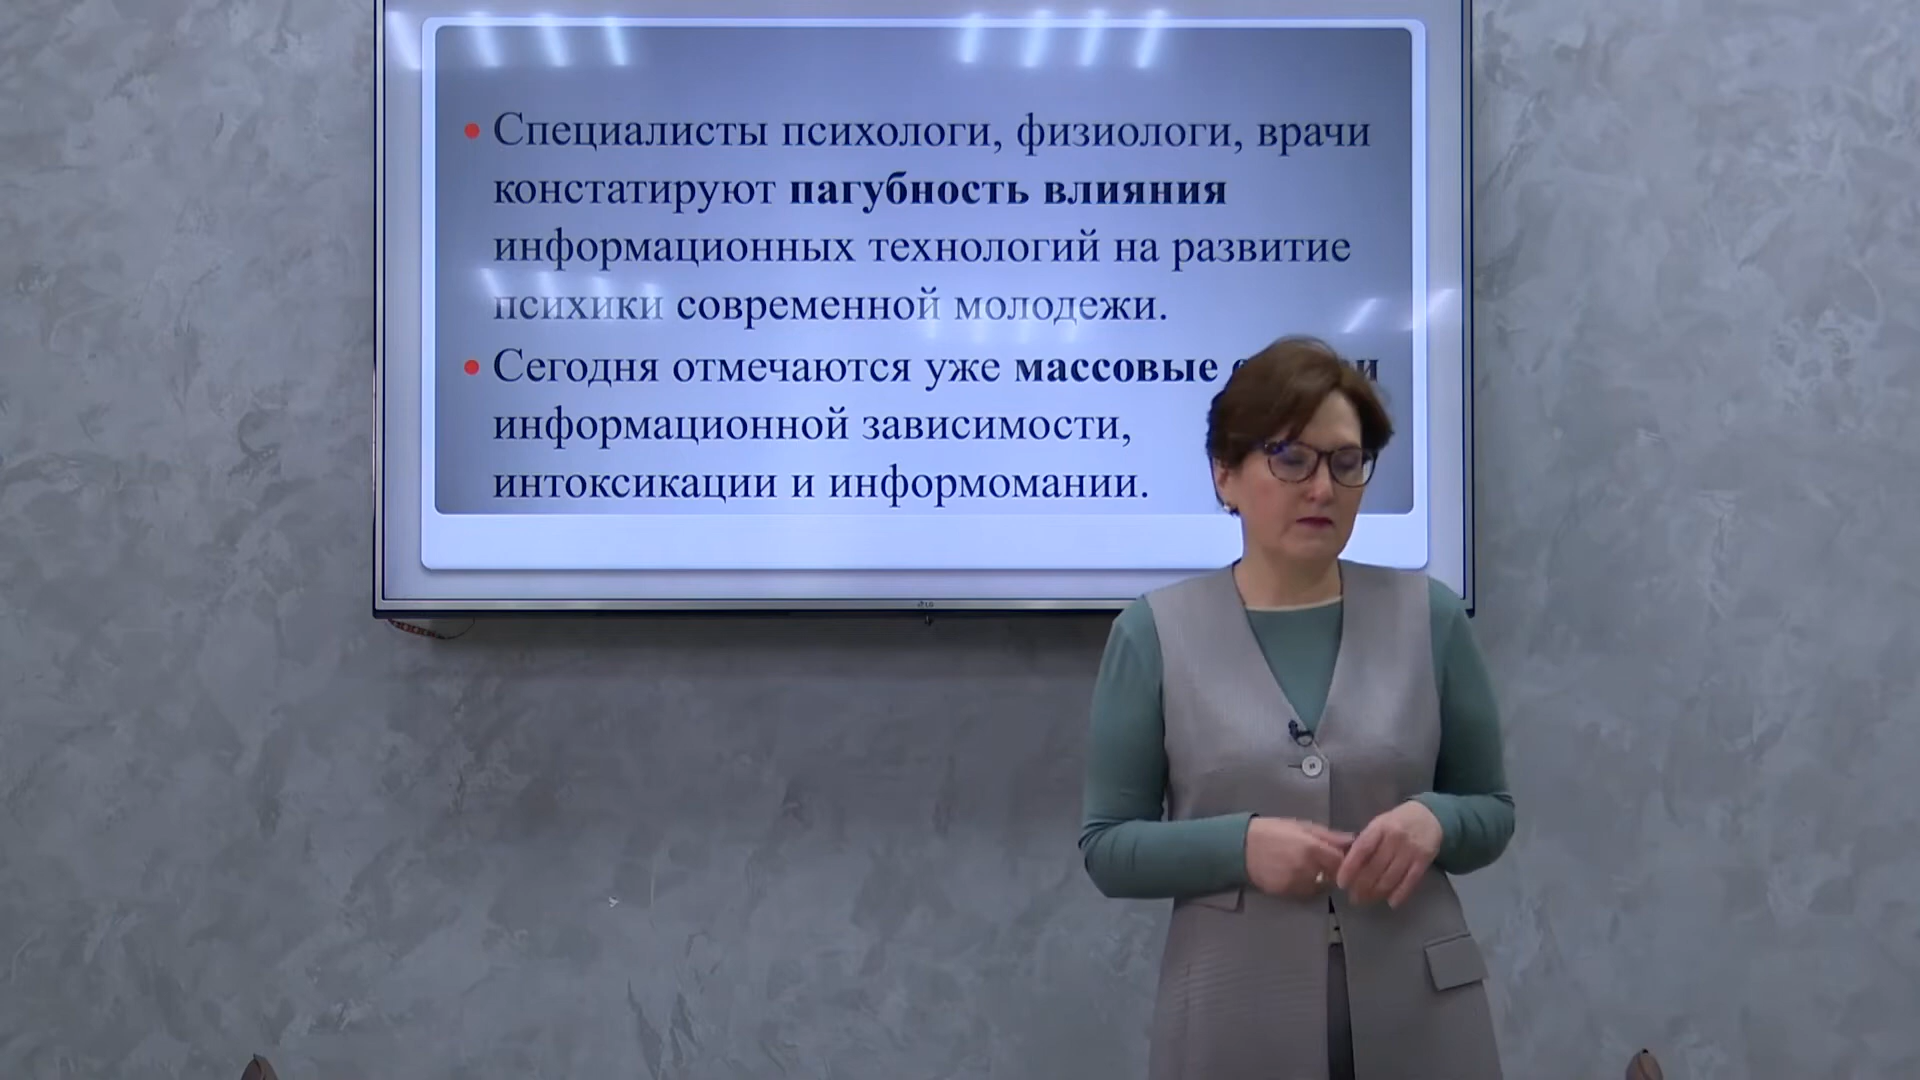 Специалисты психологи, физиологи, врачи
констатируют пагубность влияния
информационных технологий на развитие
психики современной молодежи.
Сегодня отмечаются уже массовые
информационной зависимости,
интоксикации и информомании.
LG